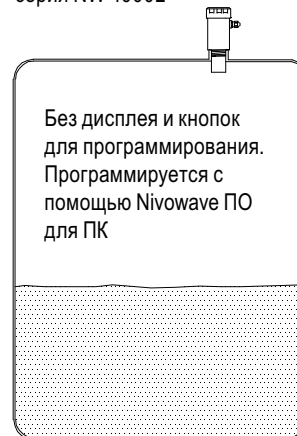 Без дисплея и кнопок
для программирования.
Программируется с
помощью Nivowave ПО
для ПК